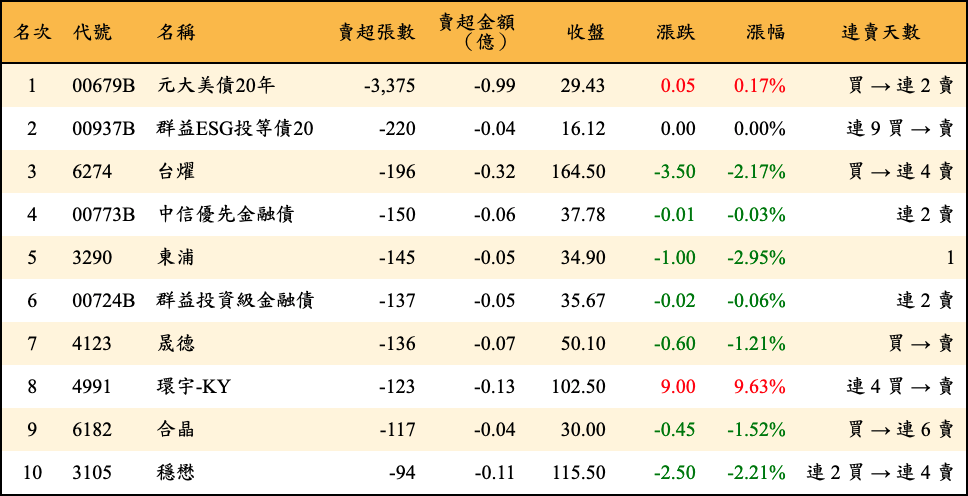 名次 代號 名稱 賣超張數 賣超金額（億） 收盤 漲跌 漲幅 連賣天數
1 00679B 元大美債20年 -3,375 -0.99 29.43 0.05 0.17% 買 → 連 2 賣
2 00937B 群益ESG投等債20 -220 -0.04 16.12 0.00 0.00% 連 9 買 → 賣
3 6274 台燿 -196 -0.32 164.50 -3.50 -2.17% 買 → 連 4 賣
4 00773B 中信優先金融債 -150 -0.06 37.78 -0.01 -0.03% 連 2 賣
5 3290 東浦 -145 -0.05 34.90 -1.00 -2.95% 1
6 00724B 群益投資級金融債 -137 -0.05 35.67 -0.02 -0.06% 連 2 賣
7 4123 晟德 -136 -0.07 50.10 -0.60 -1.21% 買 → 賣
8 4991 環宇-KY -123 -0.13 102.50 9.00 9.63% 連 4 買 → 賣
9 6182 合晶 -117 -0.04 30.00 -0.45 -1.52% 買 → 連 6 賣
10 3105 穩懋 -94 -0.11 115.50 -2.50 -2.21% 連 2 買 → 連 4 賣